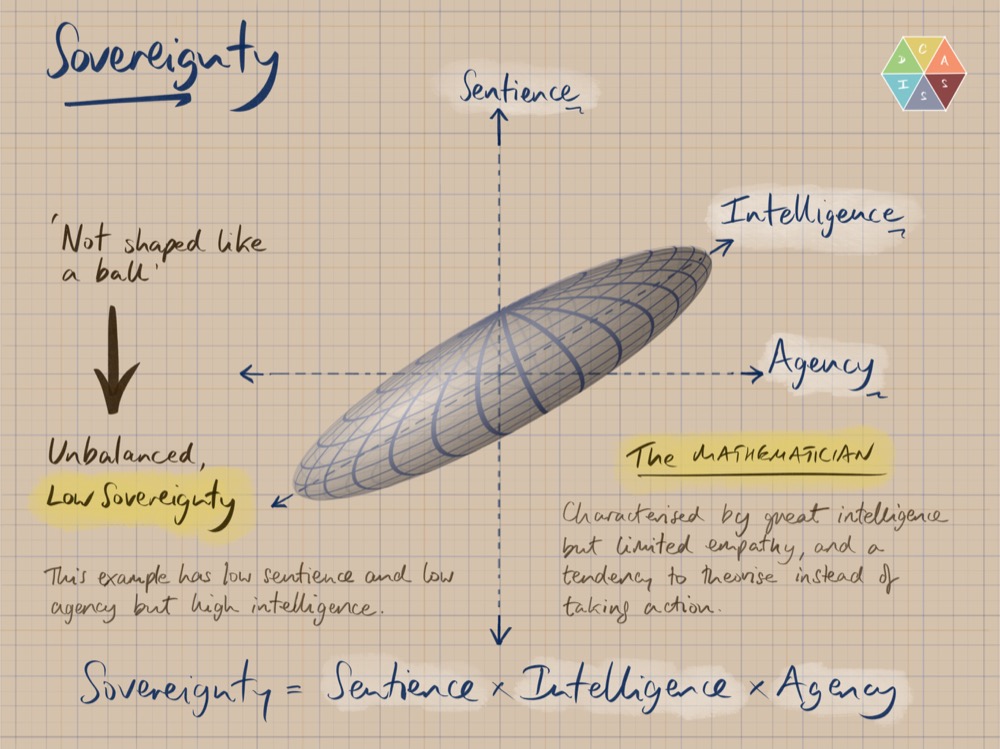 Sovereignty
C
D
A
I
S
S
Sentience
Intelligence
'Not shaped like
a ball'
Agency
Unbalanced,
Low Sovereignty
This example has low sentience and low
agency but high intelligence.
The MATHEMATICIAN
Characterised by great intelligence
but limited empathy, and a
tendency to theorise instead of
taking action.
Sovereignty = Sentience x Intelligence x Agency